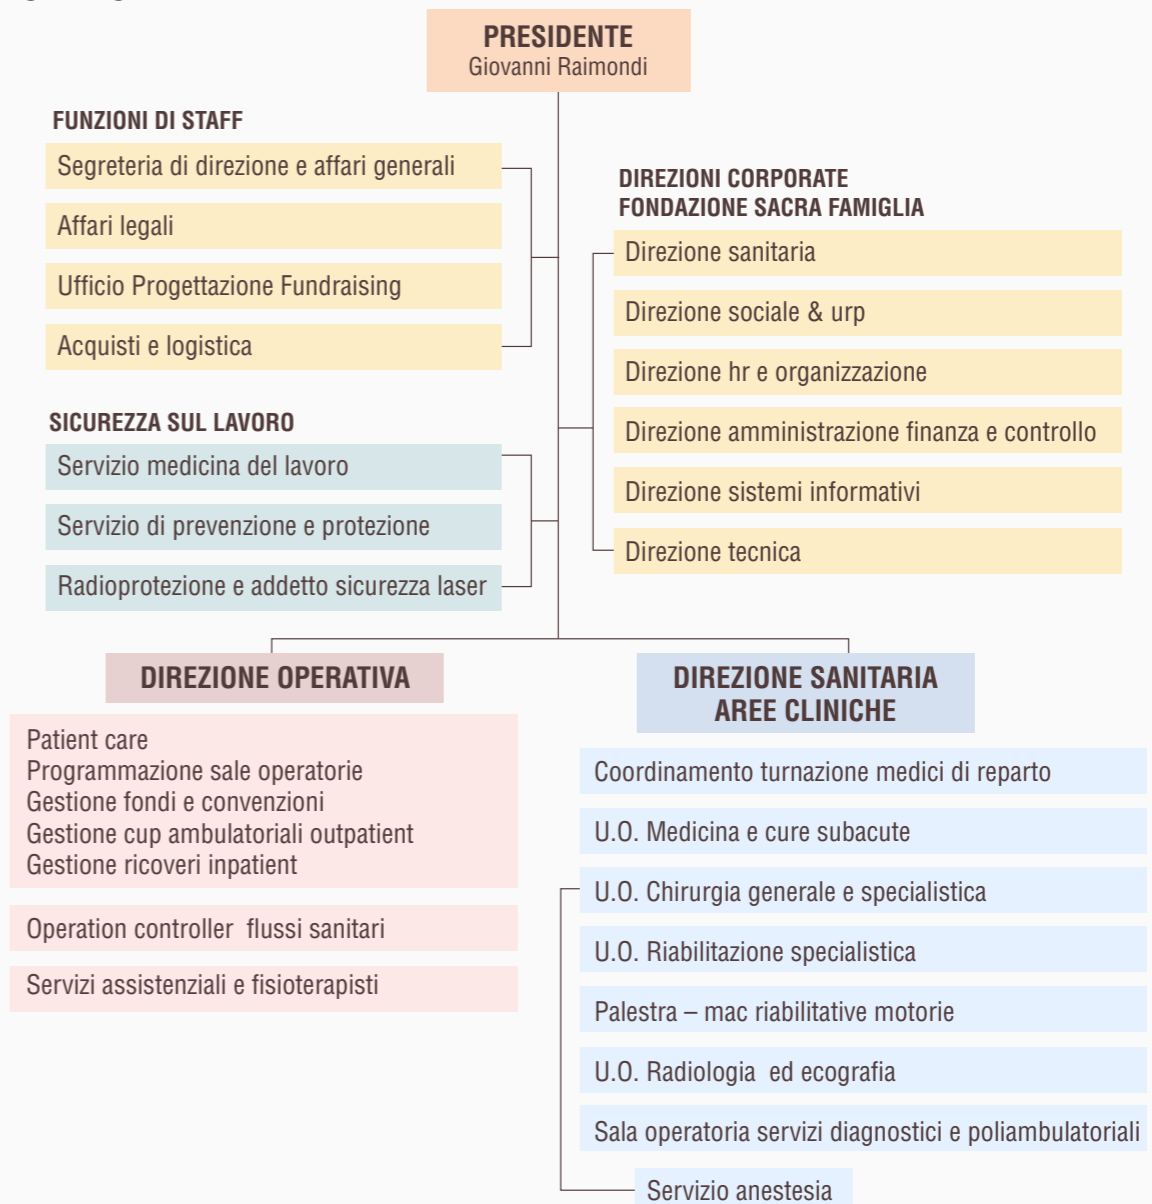 PRESIDENTE
Giovanni Raimondi
FUNZIONI DI STAFF
Segreteria di direzione e affari generali
Affari legali
Ufficio Progettazione Fundraising
Acquisti e logistica
DIREZIONI CORPORATE
FONDAZIONE SACRA FAMIGLIA
Direzione sanitaria
Direzione sociale & urp
Direzione hr e organizzazione
Direzione amministrazione finanza e controllo
Direzione sistemi informativi
Direzione tecnica
SICUREZZA SUL LAVORO
Servizio medicina del lavoro
Servizio di prevenzione e protezione
Radioprotezione e addetto sicurezza laser
DIREZIONE OPERATIVA
Patient care
Programmazione sale operatorie
Gestione fondi e convenzioni
Gestione cup ambulatoriali outpatient
Gestione ricoveri inpatient
Operation controller flussi sanitari
Servizi assistenziali e fisioterapisti
DIREZIONE SANITARIA
AREE CLINICHE
Coordinamento turnazione medici di reparto
U.O. Medicina e cure subacute
U.O. Chirurgia generale e specialistica
U.O. Riabilitazione specialistica
Palestra – mac riabilitative motorie
U.O. Radiologia ed ecografia
Sala operatoria servizi diagnostici e poliambulatoriali
Servizio anestesia